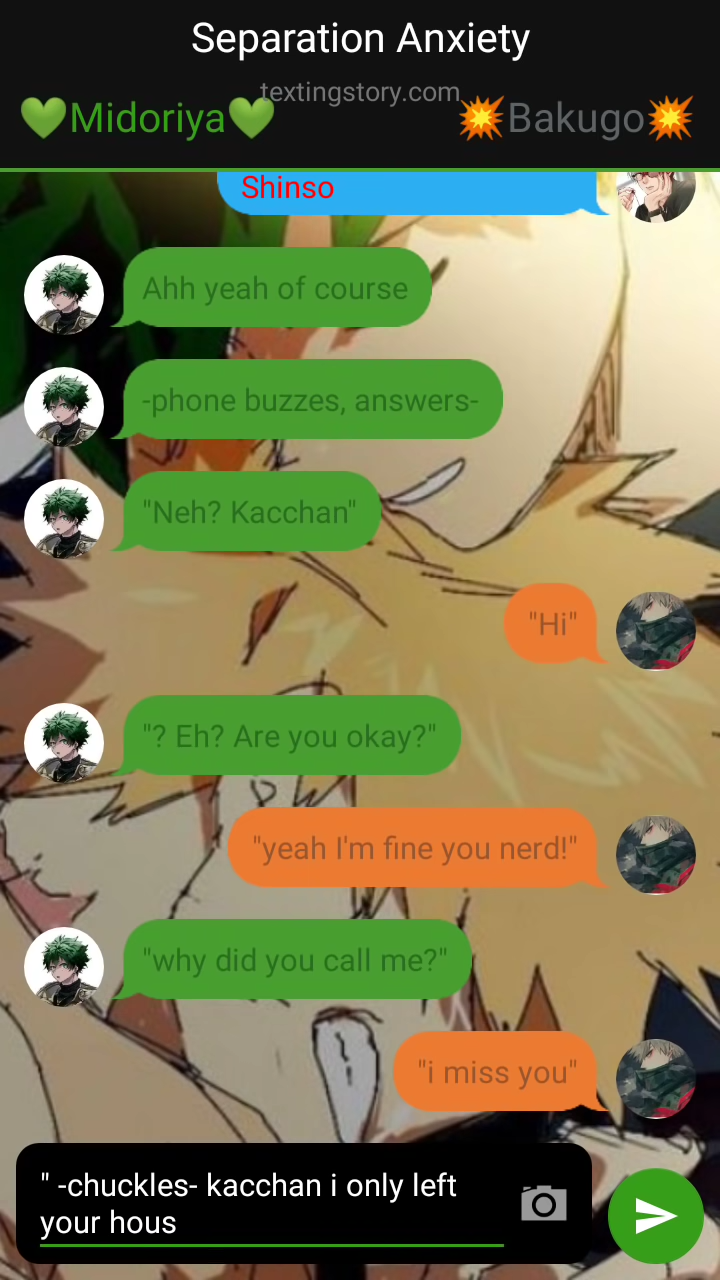 Separation Anxiety
textingstory.com
💚Midoriya💚
💥Bakugo💥
Shinso
Ahh yeah of course
-phone buzzes, answers-
"Neh? Kacchan"
"Hi"
"? Eh? Are you okay?"
"yeah I'm fine you nerd!"
"why did you call me?"
"i miss you"
" -chuckles- kacchan i only left
your hous